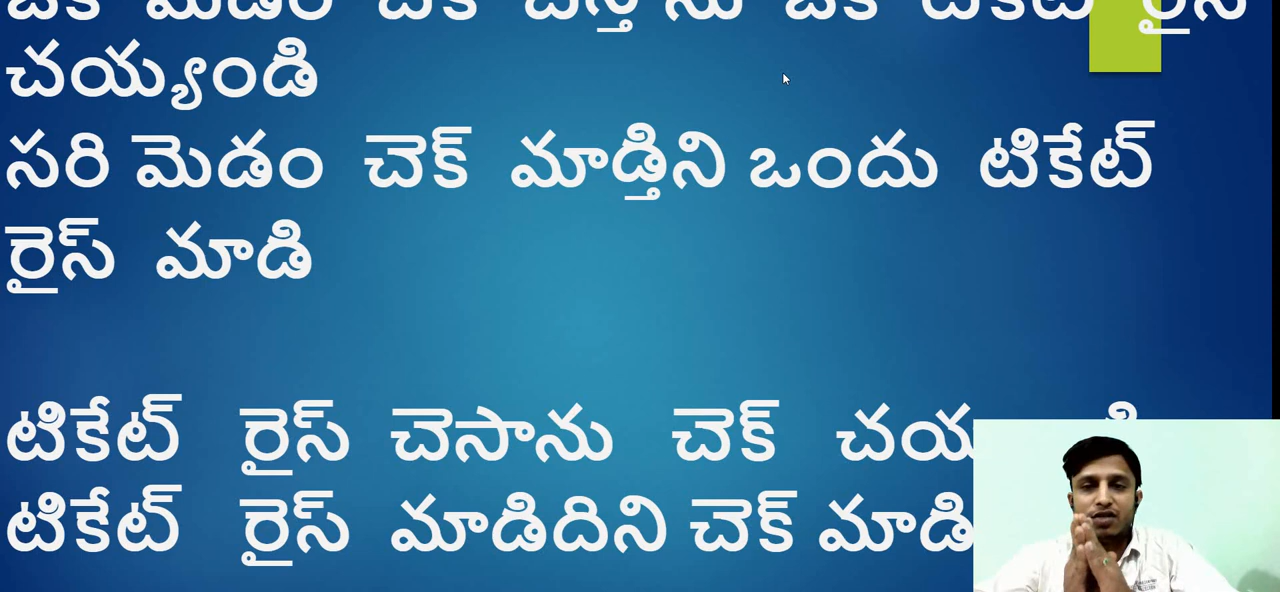 చయ్యండి
సరి మెడం చెక్ మాడ్తిని ఒందు టికేట్
రైస్ మాడి
టికేట్ రైస్ చెసాను చెక్
టికేట్ రైస్ మాడిదిని చెక్ మాడి